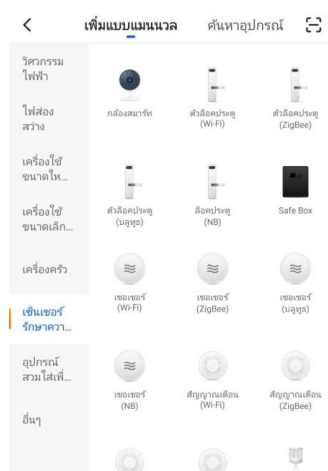 เพิ่มแบบแมนนวล
ค้นหาอุปกรณ์
วิศวกรรม
ไฟฟ้า
ไฟส่อง
สว่าง
เครื่องใช้
ขนาดให...
เครื่องใช้
ขนาดเล็ก...
เครื่องครัว
เซ็นเซอร์
รักษาควา...
อุปกรณ์
สวมใส่เพื่...
อื่นๆ
กล้องสมาร์ท
ตัวล็อคประตู
(Wi-Fi)
ตัวล็อคประตู
(ZigBee)
ตัวล็อคประตู
(บลูทูธ)
ล็อคประตู
(NB)
Safe Box
เซอเซอร์
(Wi-Fi)
เซอเซอร์
(ZigBee)
เซอเซอร์
(บลูทูธ)
เซอเซอร์
(NB)
สัญญาณเตือน
(Wi-Fi)
สัญญาณเตือน
(ZigBee)